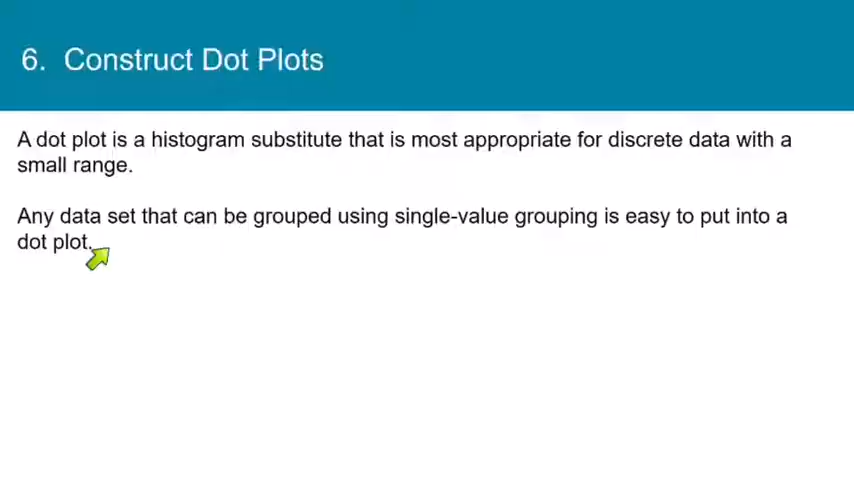 6. Construct Dot Plots
A dot plot is a histogram substitute that is most appropriate for discrete data with a
small range.
Any data set that can be grouped using single-value grouping is easy to put into a
dot plot.